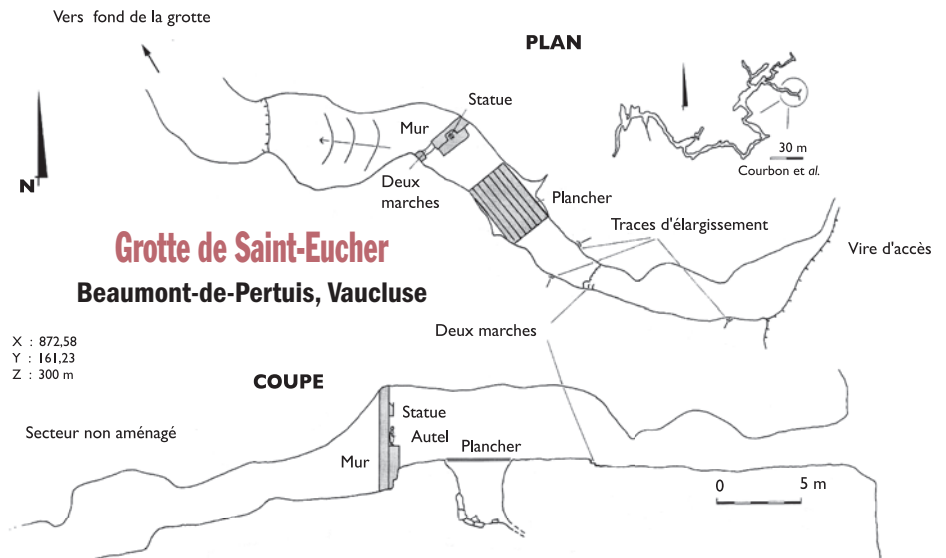 Vers fond de la grotte
PLAN
Statue
Mur
N
30 m
Courbon et al.
Deux
marches
Plancher
Traces d'élargissement
Vire d'accès
Grotte de Saint-Eucher
Beaumont-de-Pertuis, Vaucluse
Deux marches
X : 872,58
Y : 161,23
Z : 300 m
COUPE
Statue
Secteur non aménagé
Autel
Plancher
Mur
0 5 m